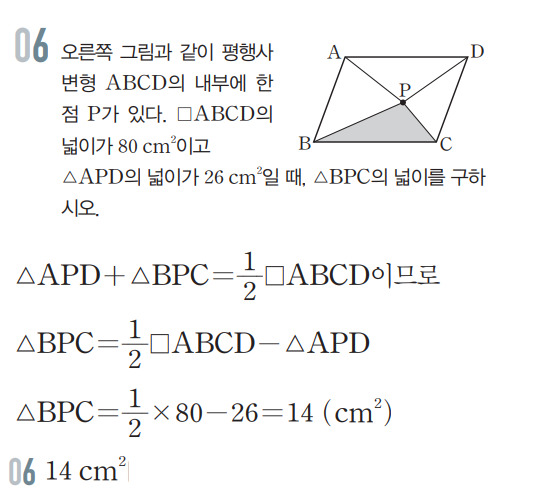 06 오른쪽 그림과 같이 평행사
변형 ABCD의 내부에 한
점 P가 있다. □ABCD의
넓이가 80 cm²이고
△APD의 넓이가 26 cm²일 때, △BPC의 넓이를 구하
시오.
A
D
P
B
C
△APD+△BPC=1/2□ABCD이므로
△BPC=1/2□ABCD-△APD
△BPC=1/2×80-26=14 (cm²)
06 14 cm²